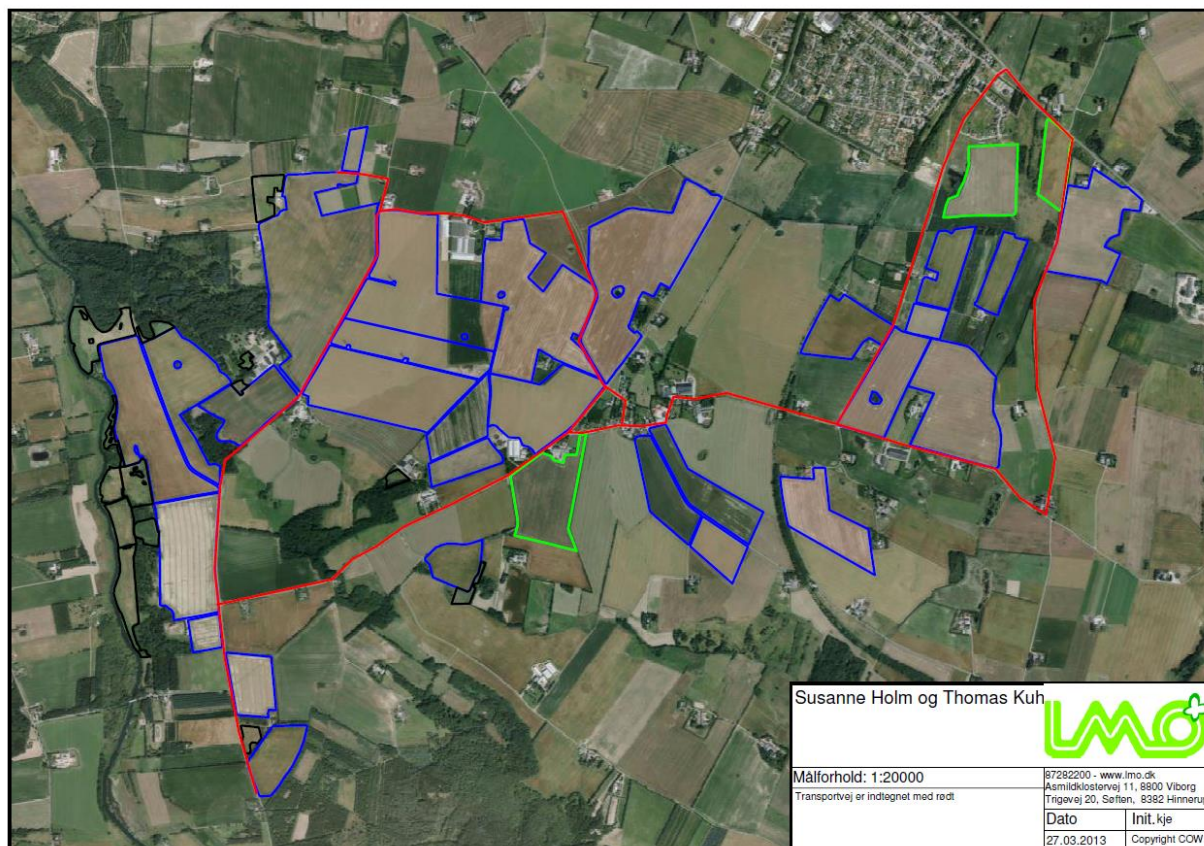 Susanne Holm og Thomas Kuh
LMO
Målforhold: 1:20000
Transportvej er indtegnet med rødt
87282200 - www.lmo.dk
Asmildklostervej 11, 8800 Viborg
Trigevej 20, Søften, 8382 Hinneru
Dato
Init. kje
27.03.2013
Copyright COW